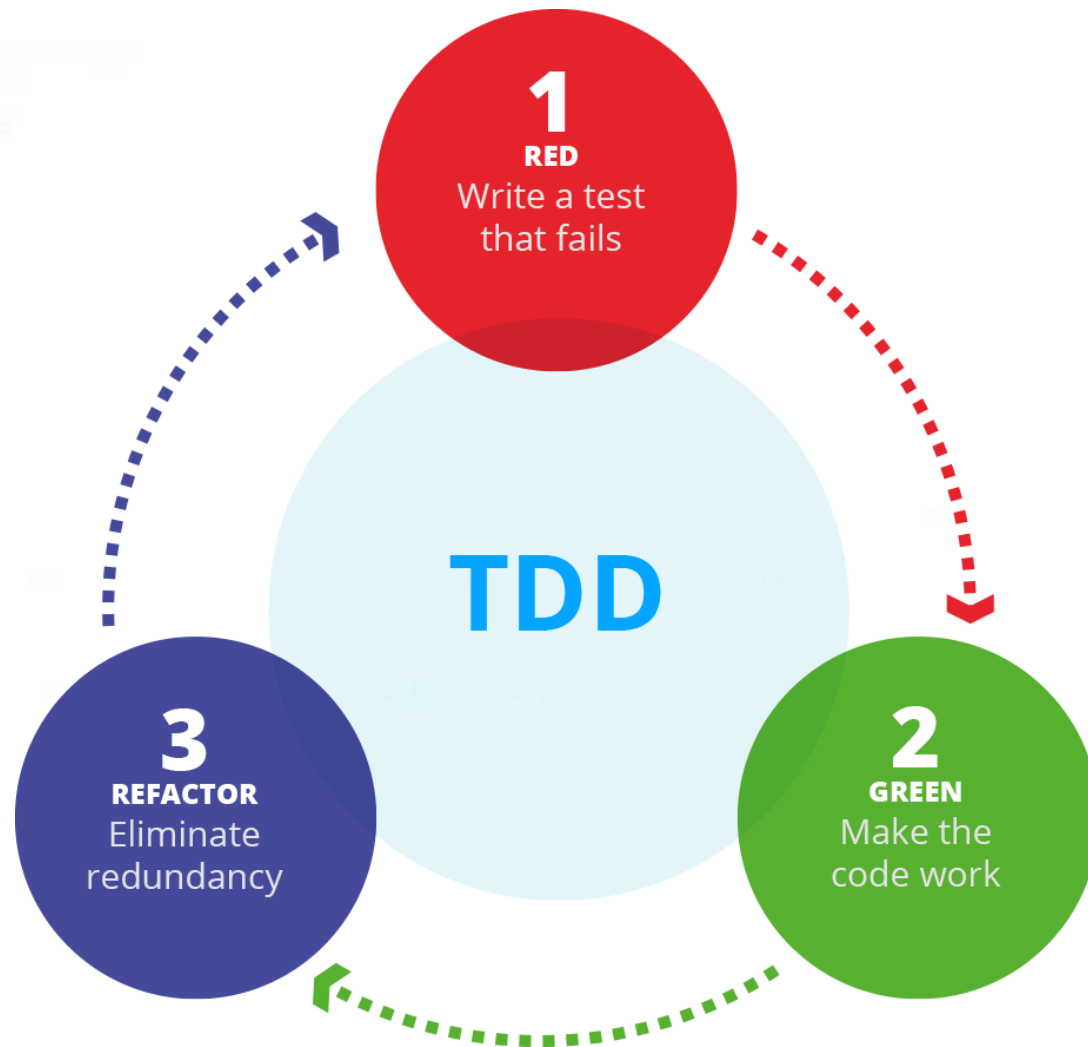 1
RED
Write a test
that fails
TDD
2
GREEN
Make the
code work
3
REFACTOR
Eliminate
redundancy